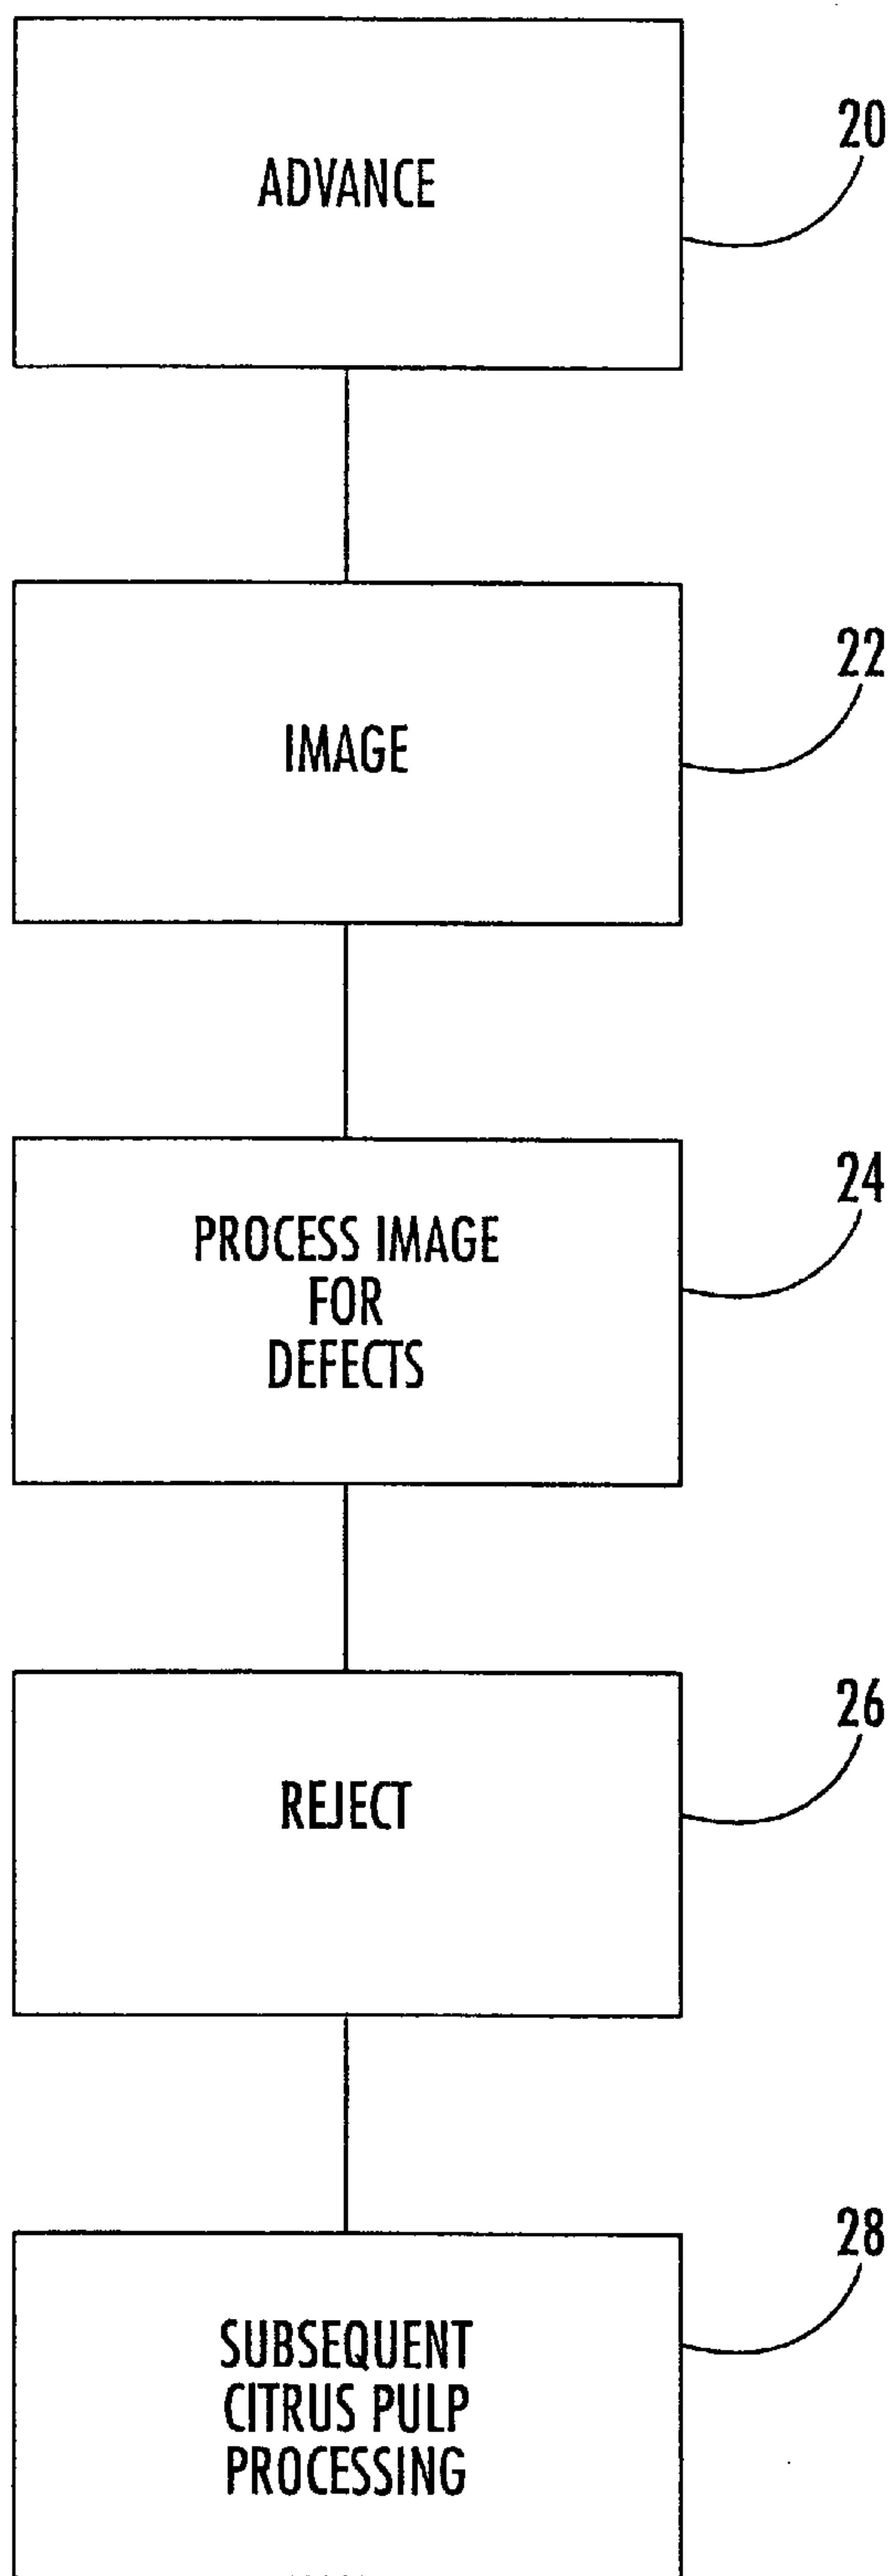 ADVANCE
20
IMAGE
22
PROCESS IMAGE
FOR
DEFECTS
24
REJECT
26
SUBSEQUENT
CITRUS PULP
PROCESSING
28